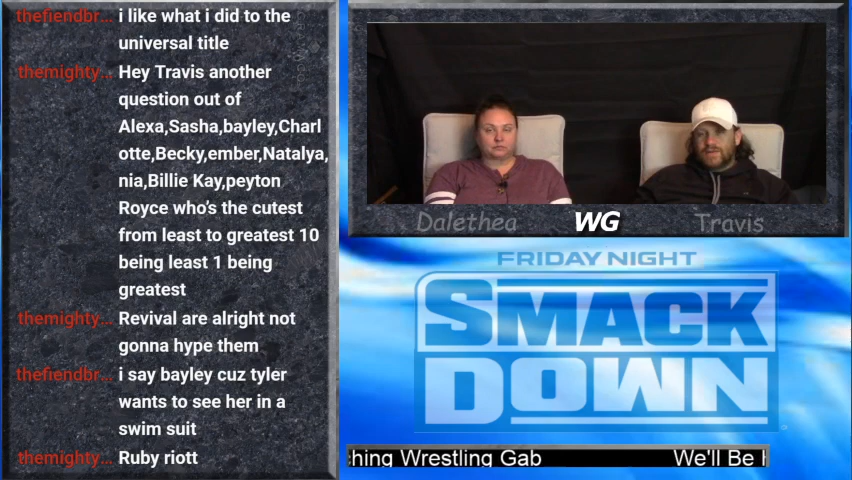 thefiendbr... i like what i did to the
universal title
themighty... Hey Travis another
question out of
Alexa,Sasha,bayley,Charl
otte,Becky,ember,Natalya,
nia,Billie Kay,peyton
Royce who's the cutest
from least to greatest 10
being least 1 being
greatest
themighty... Revival are alright not
gonna hype them
thefiendbr... i say bayley cuz tyler
wants to see her in a
swim suit
themighty... Ruby riott
Dalethea WG Travis
FRIDAY NIGHT
SMACK
DOWN
hing Wrestling Gab We'll Be